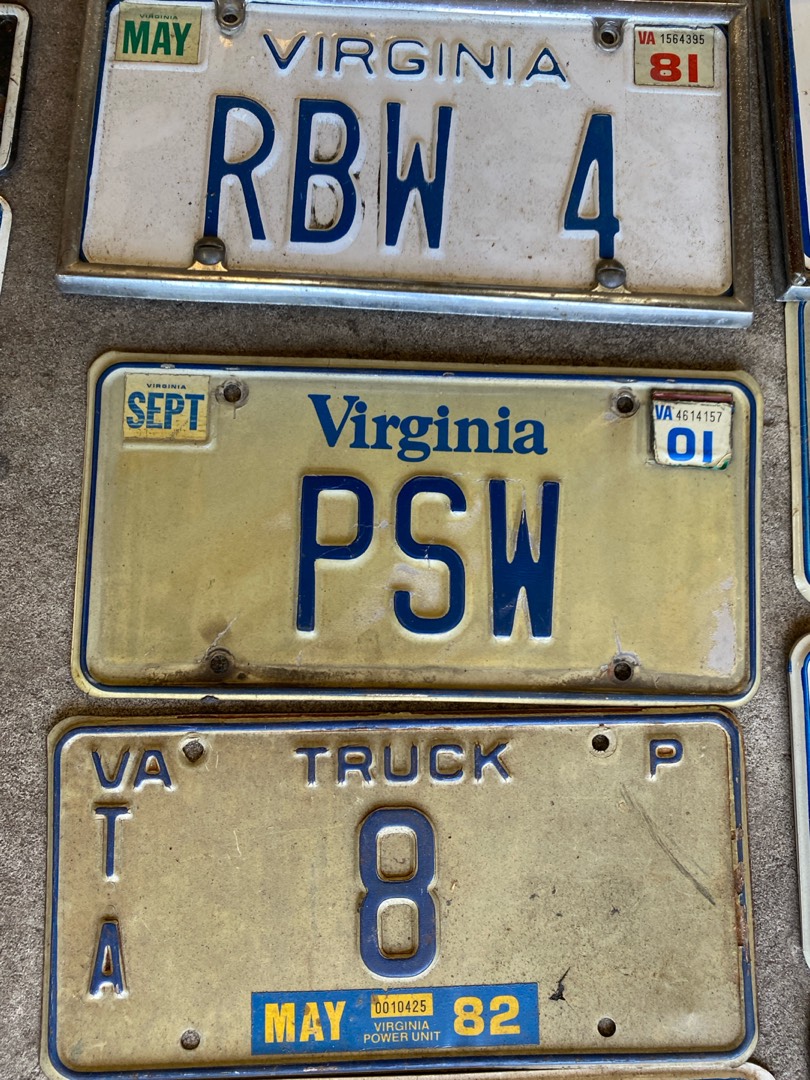 VIRGINIA
MAY
VIRGINIA
VA 1564395
81
RBW 4
VIRGINIA
SEPT
Virginia
VA 4614157
01
PSW
VA TRUCK P
T
A
8
MAY 0010425 82
VIRGINIA
POWER UNIT